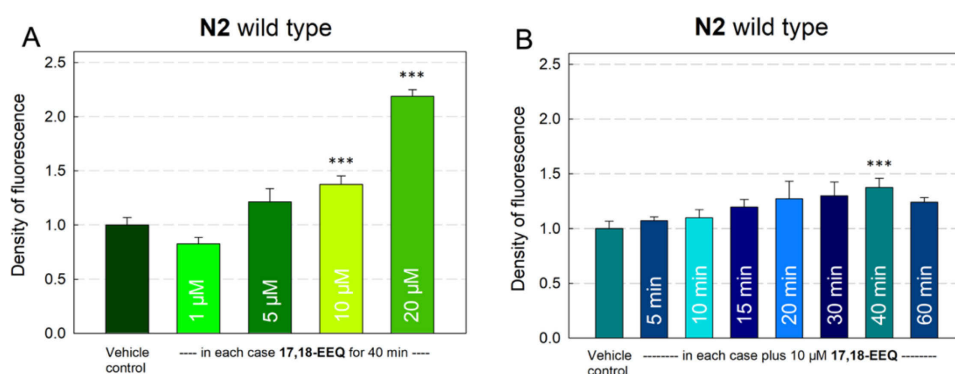 A
N2 wild type
Density of fluorescence
2.5
2.0
1.5
1.0
0.5
0.0
***
***
1 µM
5 µM
10 µM
20 µM
Vehicle
control
---- in each case 17,18-EEQ for 40 min ----
B
N2 wild type
Density of fluorescence
2.5
2.0
1.5
1.0
0.5
0.0
***
5 min
10 min
15 min
20 min
30 min
40 min
60 min
Vehicle
control
-------- in each case plus 10 µM 17,18-EEQ --------